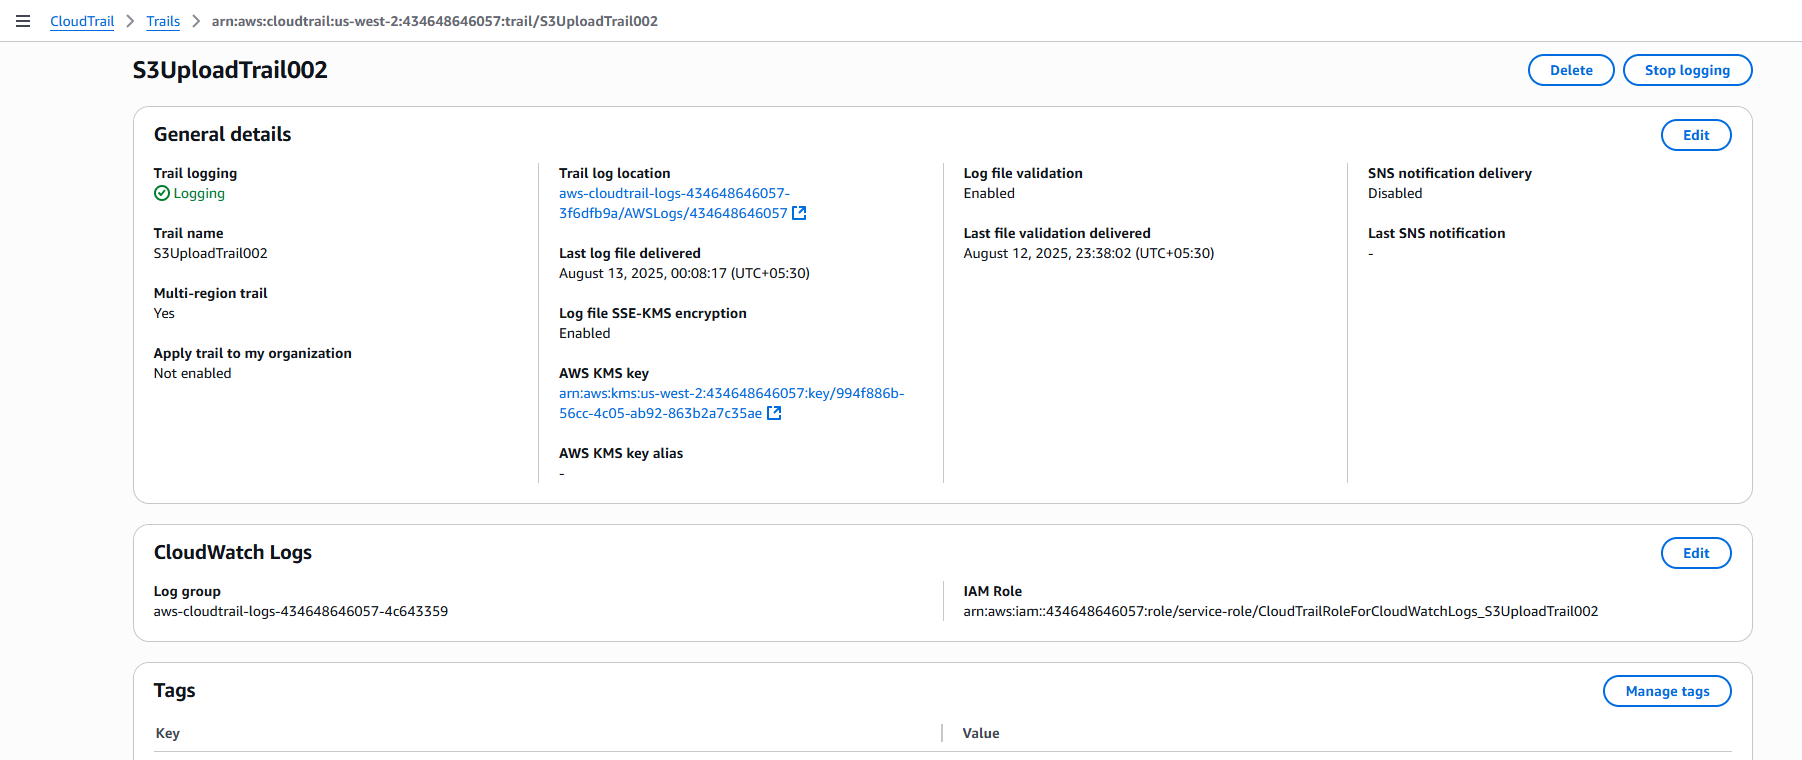 CloudTrail > Trails > arn:aws:cloudtrail:us-west-2:434648646057:trail/S3UploadTrail002
S3UploadTrail002
Delete
Stop logging
General details
Edit
Trail logging
Logging
Trail name
S3UploadTrail002
Multi-region trail
Yes
Apply trail to my organization
Not enabled
Trail log location
aws-cloudtrail-logs-434648646057-
3f6dfb9a/AWSLogs/434648646057
Last log file delivered
August 13, 2025, 00:08:17 (UTC+05:30)
Log file SSE-KMS encryption
Enabled
AWS KMS key
arn:aws:kms:us-west-2:434648646057:key/994f886b-
56cc-4c05-ab92-863b2a7c35ae
AWS KMS key alias
-
Log file validation
Enabled
Last file validation delivered
August 12, 2025, 23:38:02 (UTC+05:30)
SNS notification delivery
Disabled
Last SNS notification
-
CloudWatch Logs
Edit
Log group
aws-cloudtrail-logs-434648646057-4c643359
IAM Role
arn:aws:iam::434648646057:role/service-role/CloudTrailRoleForCloudWatchLogs_S3UploadTrail002
Tags
Manage tags
Key
Value